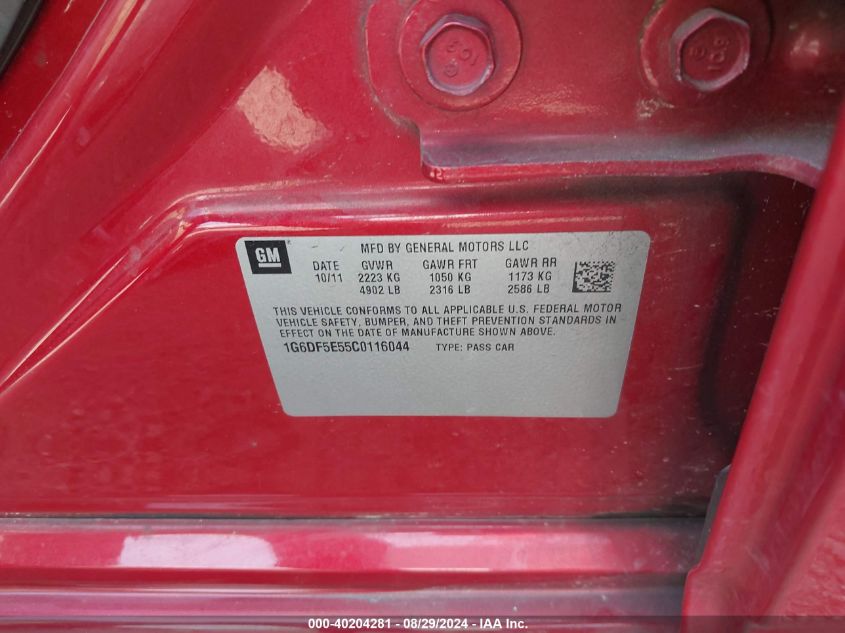 GM
MFD BY GENERAL MOTORS LLC
DATE GVWR GAWR FRT GAWR RR
10/11 2223 KG 1050 KG 1173 KG
4902 LB 2316 LB 2586 LB
THIS VEHICLE CONFORMS TO ALL APPLICABLE U.S. FEDERAL MOTOR
VEHICLE SAFETY, BUMPER, AND THEFT PREVENTION STANDARDS IN
EFFECT ON THE DATE OF MANUFACTURE SHOWN ABOVE.
1G6DF5E55C0116044 TYPE: PASS CAR
000-40204281 - 08/29/2024 - IAA Inc.